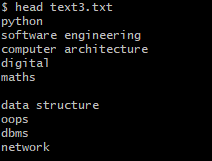 $ head text3.txt
python
software engineering
computer architecture
digital
maths

data structure
oops
dbms
network